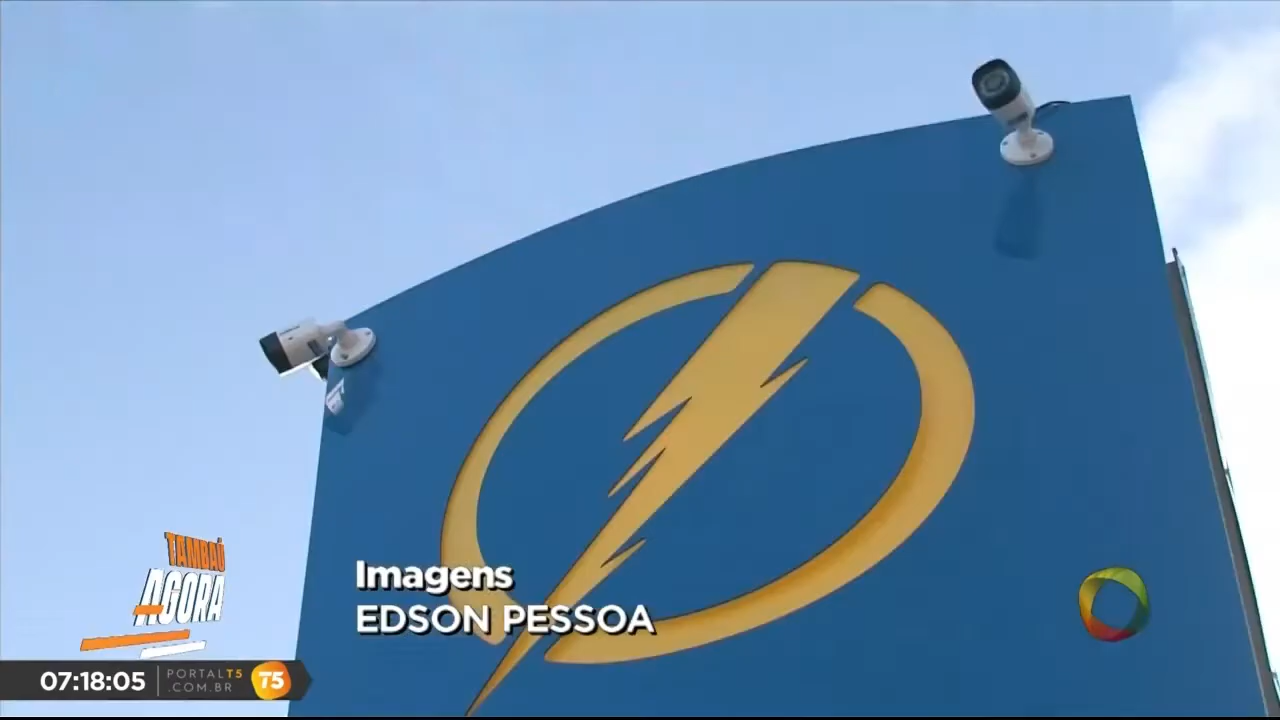 TAMBAÚ
AGORA
Imagens
EDSON PESSOA
07:18:05
PORTAL T5
.COM.BR
T5